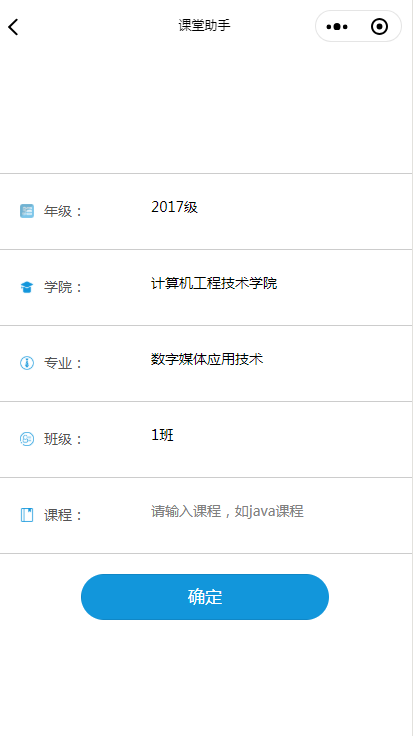 课堂助手
年级：
2017级
学院：
计算机工程技术学院
专业：
数字媒体应用技术
班级：
1班
课程：
请输入课程，如java课程
确定